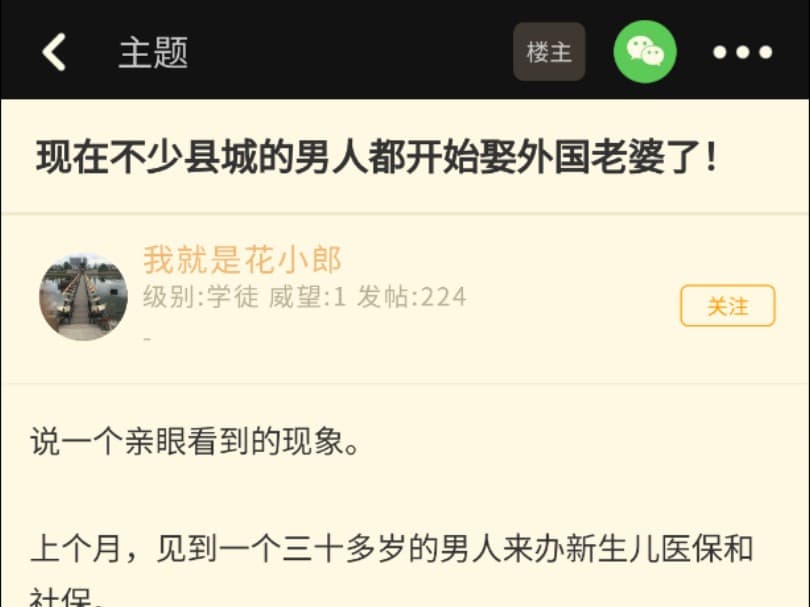 主题
楼主
现在不少县城的男人都开始娶外国老婆了！
我就是花小郎
级别:学徒 威望:1 发帖:224
-
关注
说一个亲眼看到的现象。
上个月，见到一个三十多岁的男人来办新生儿医保和
社保。